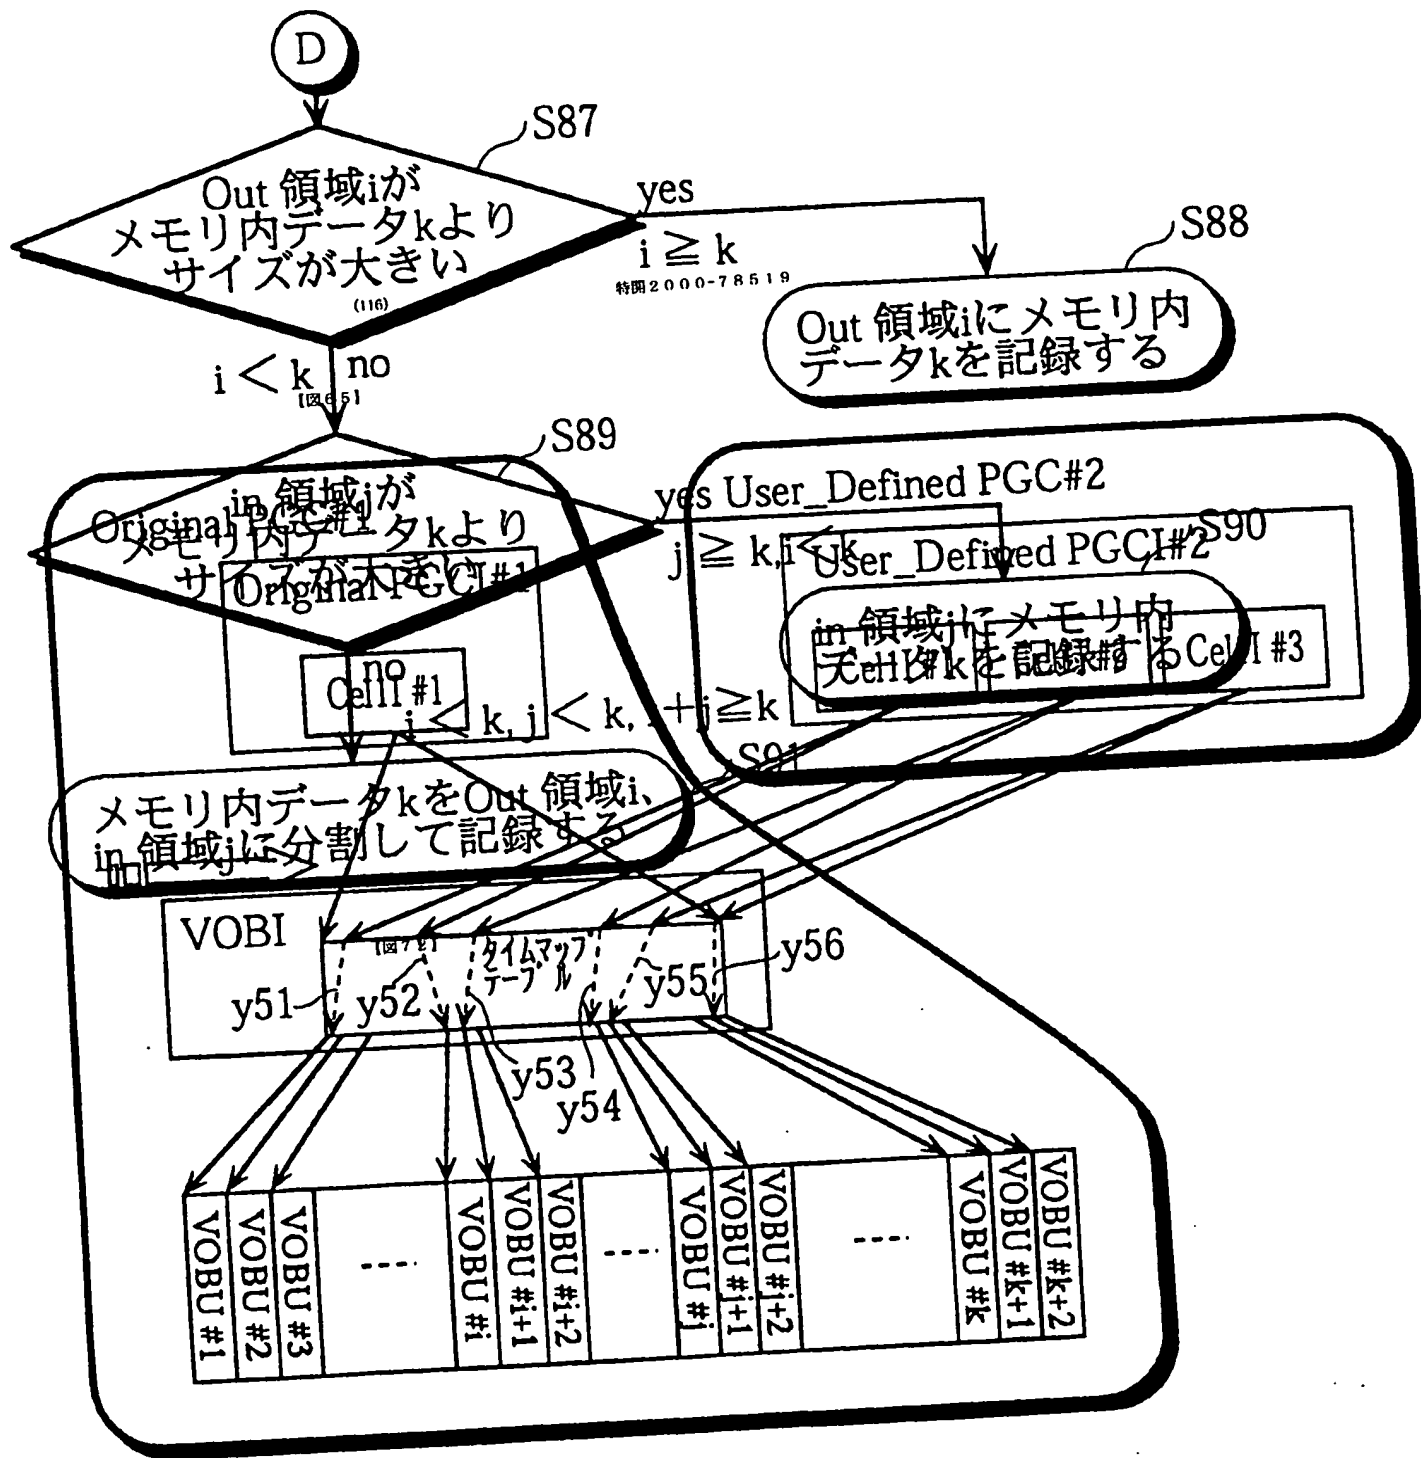 D
S87
Out 領域iが
メモリ内データkより
サイズが大きい
(116)
yes
i ≧ k
特開2000-78519
S88
Out 領域iにメモリ内
データkを記録する
i < k
no
【図65】
S89
in 領域jが
メモリ内データkより
サイズが大きい
Original PGC#1
Original PGCI#1
CellI #1
yes
j ≧ k,i< k
User_Defined PGC#2
User_Defined PGCI#2
S90
in 領域jにメモリ内
データkを記録する
CellI #1
CellI #2
CellI #3
no
i < k, j < k, i+j≧k
S91
メモリ内データkをOut 領域i、
in 領域jに分割して記録する
VOBI
タイムマップ
テーブル
y51
y52
y53
y54
y55
y56
VOBU #1
VOBU #2
VOBU #3
VOBU #i
VOBU #i+1
VOBU #i+2
VOBU #j
VOBU #j+1
VOBU #j+2
VOBU #k
VOBU #k+1
VOBU #k+2